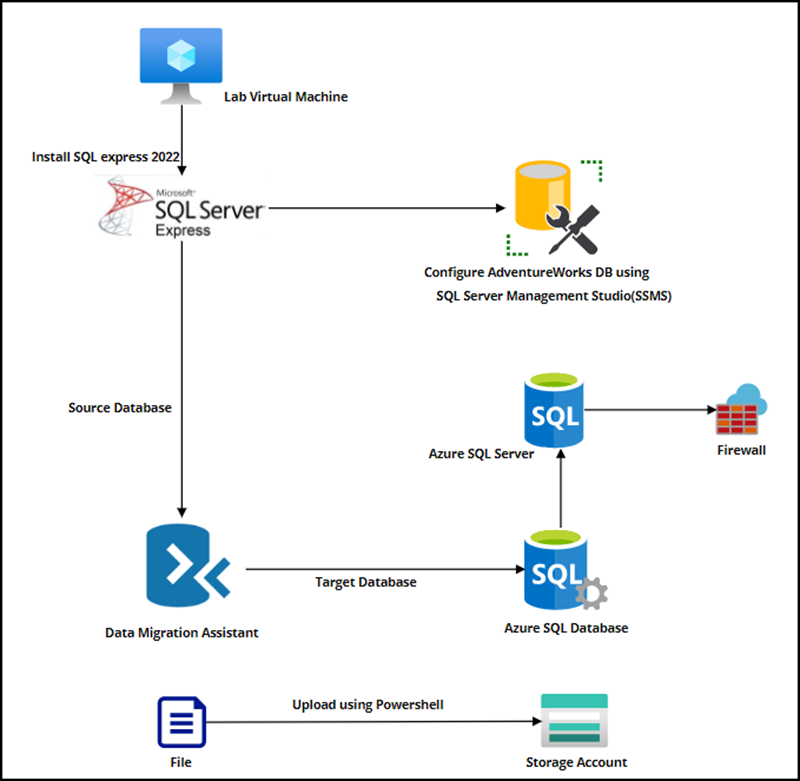 Lab Virtual Machine
Install SQL express 2022
Microsoft®
SQL Server
Express
Configure AdventureWorks DB using
SQL Server Management Studio(SSMS)
Source Database
SQL
Azure SQL Server
Firewall
Target Database
SQL
Data Migration Assistant
Azure SQL Database
Upload using Powershell
File
Storage Account